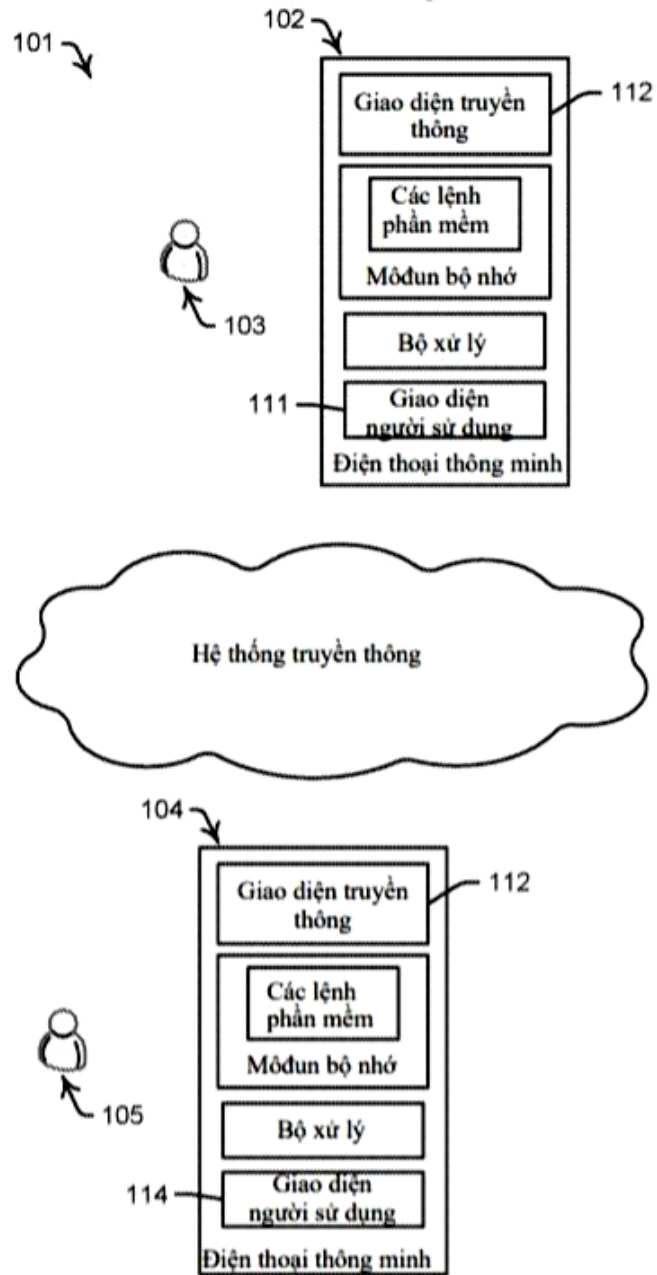 101
102
Giao diện truyền
thông
112
Các lệnh
phần mềm
Môđun bộ nhớ
103
Bộ xử lý
111
Giao diện
người sử dụng
Điện thoại thông minh
Hệ thống truyền thông
104
Giao diện truyền
thông
112
Các lệnh
phần mềm
Môđun bộ nhớ
105
Bộ xử lý
114
Giao diện
người sử dụng
Điện thoại thông minh